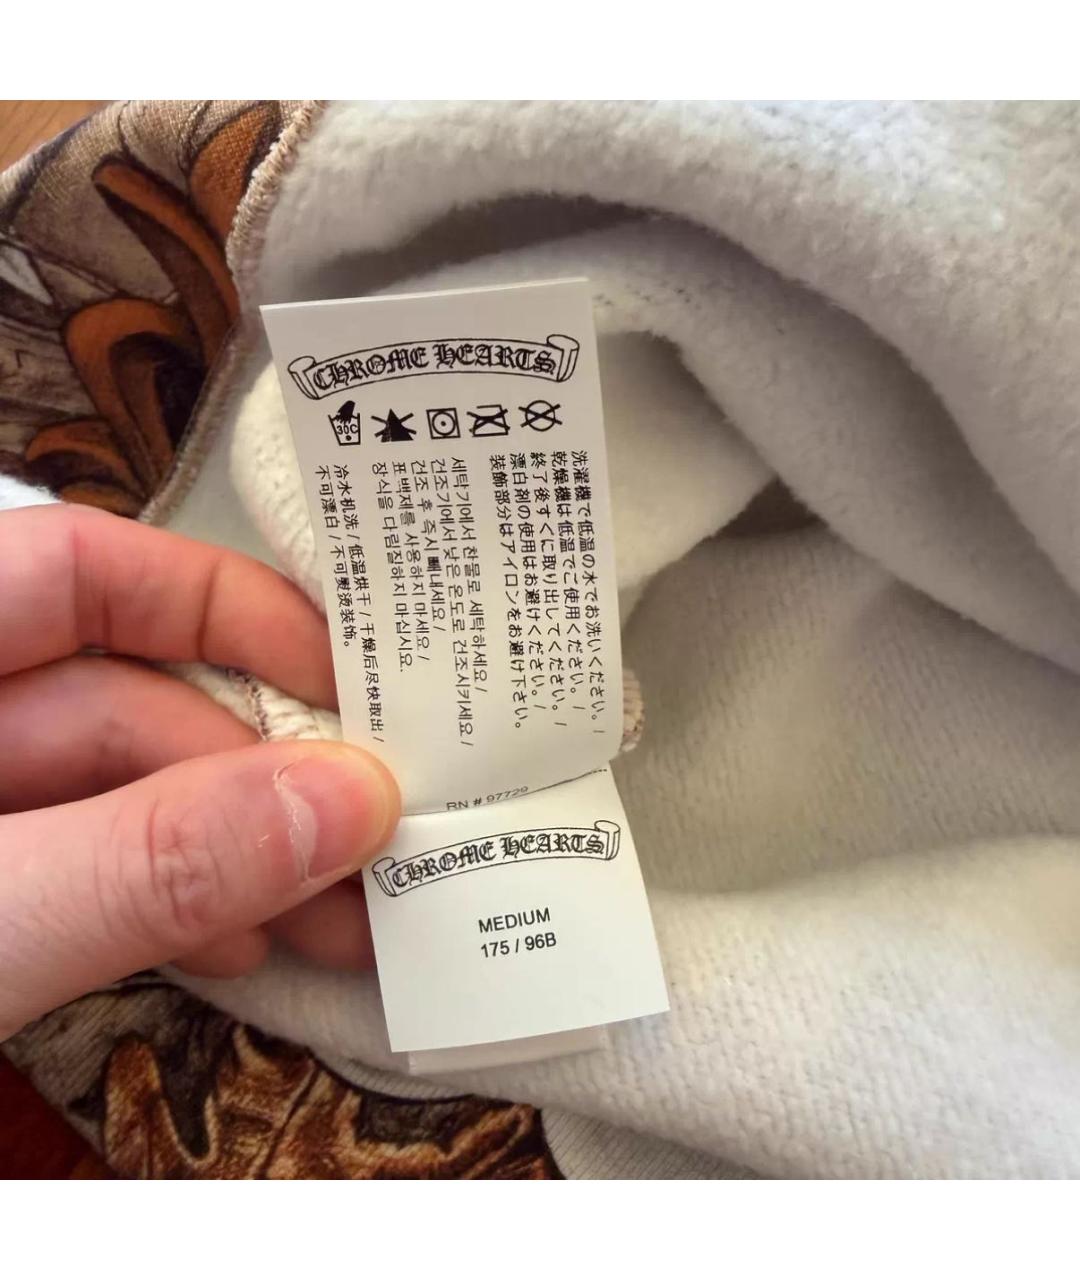 CHROME HEARTS
30C
洗濯機で低温の水でお洗いください。/
乾燥機は低温でご使用ください。/
終了後すぐに取り出してください。/
漂白剤の使用はお避けください。/
装飾部分はアイロンをお避け下さい。
세탁기에서 찬물로 세탁하세요/
건조기에서 낮은 온도로 건조시키세요/
건조 후 즉시 빼내세요/
표백제를 사용하지 마세요/
장식을 다림질하지 마십시요.
冷水机洗/低温烘干/干燥后尽快取出/
不可漂白/不可熨烫装饰。
RN # 97729
CHROME HEARTS
MEDIUM
175 / 96B